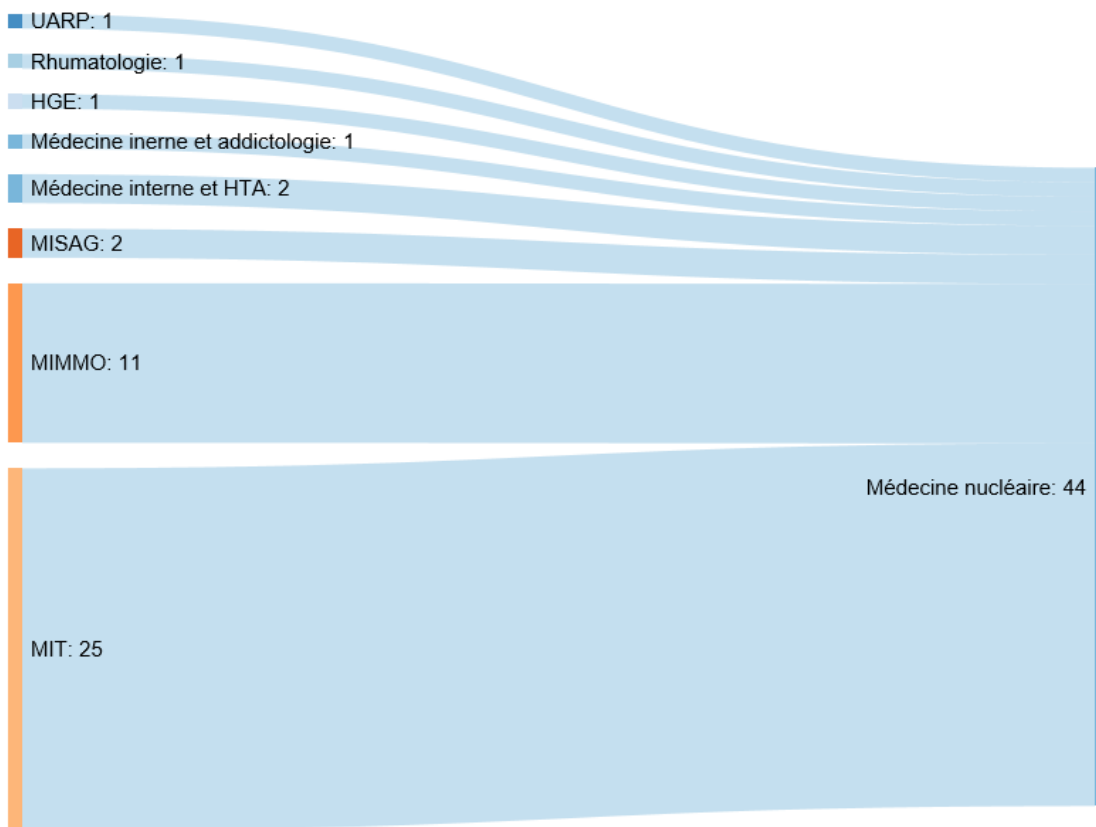 UARP: 1
Rhumatologie: 1
HGE: 1
Médecine inerne et addictologie: 1
Médecine interne et HTA: 2
MISAG: 2
MIMMO: 11
Médecine nucléaire: 44
MIT: 25